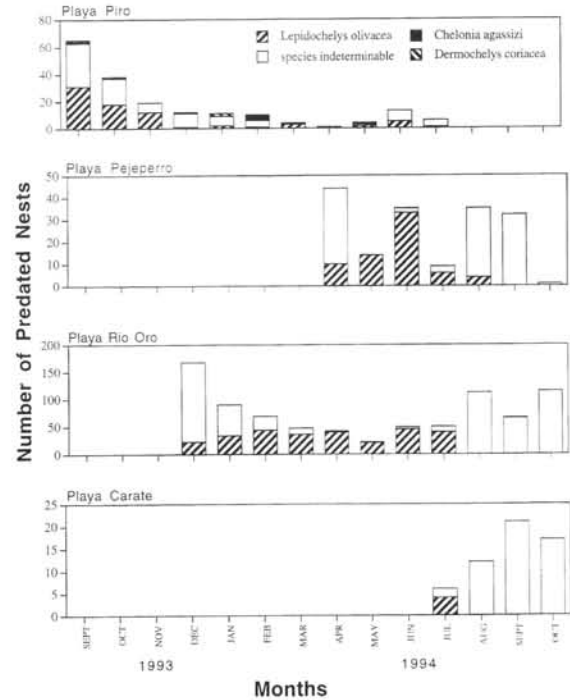 Playa Piro
80
60
40
20
0
Lepidochelys olivacea
species indeterminable
Chelonia agassizi
Dermochelys coriacea
Playa Pejeperro
50
40
30
20
10
0
Playa Rio Oro
200
150
100
50
0
Playa Carate
25
20
15
10
5
0
Number of Predated Nests
SEPT OCT NOV DEC JAN FEB MAR APR MAY JUN JUL AUG SEPT OCT
1993 1994
Months